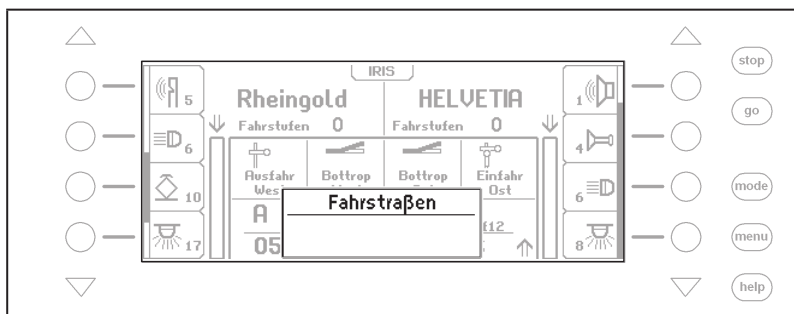 IRIS
stop
5
Rheingold
HELVETIA
1
Fahrstufen 0
Fahrstufen 0
go
6
4
Ausfahr
Bottrop
Bottrop
Einfahr
Ost
mode
10
6
Fahrstraßen
A
f12
menu
17
05
8
help